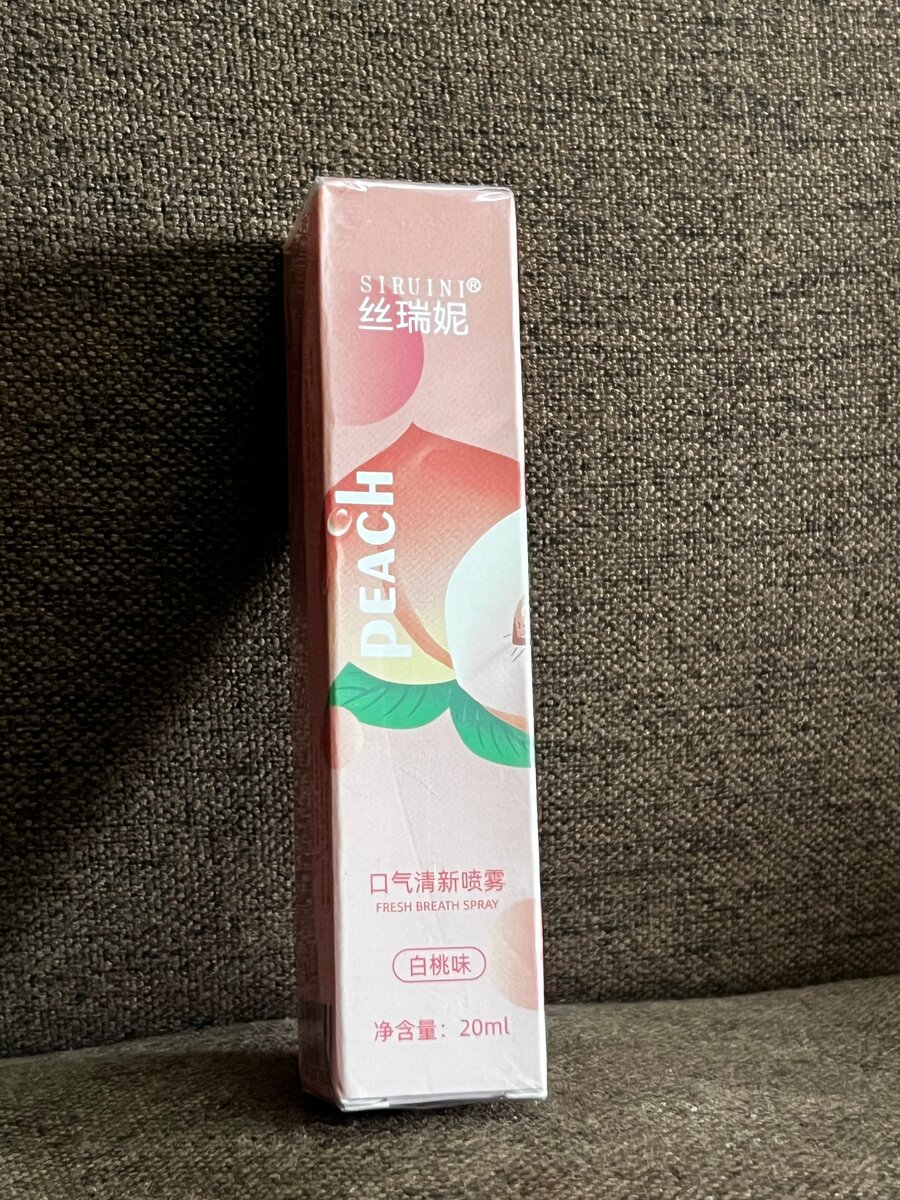 SIRUINI®
丝瑞妮
PEACH
口气清新喷雾
FRESH BREATH SPRAY
白桃味
净含量：20ml